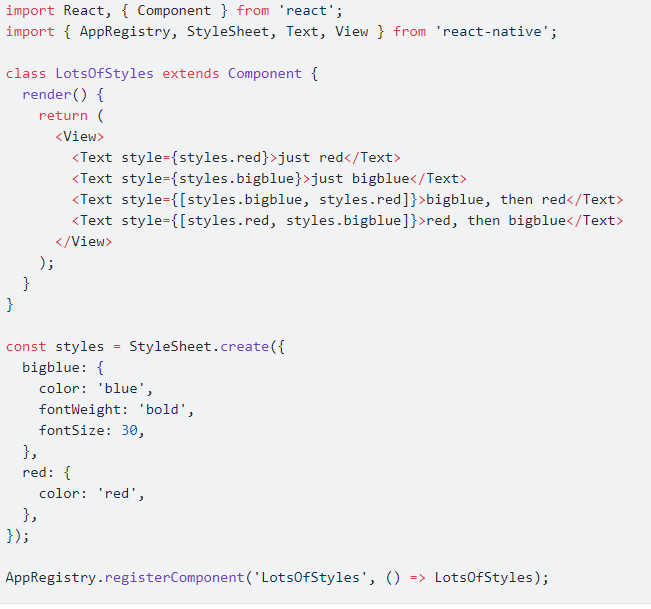 import React, { Component } from 'react';
import { AppRegistry, StyleSheet, Text, View } from 'react-native';

class LotsOfStyles extends Component {
  render() {
    return (
      <View>
        <Text style={styles.red}>just red</Text>
        <Text style={styles.bigblue}>just bigblue</Text>
        <Text style={[styles.bigblue, styles.red]}>bigblue, then red</Text>
        <Text style={[styles.red, styles.bigblue]}>red, then bigblue</Text>
      </View>
    );
  }
}

const styles = StyleSheet.create({
  bigblue: {
    color: 'blue',
    fontWeight: 'bold',
    fontSize: 30,
  },
  red: {
    color: 'red',
  },
});

AppRegistry.registerComponent('LotsOfStyles', () => LotsOfStyles);